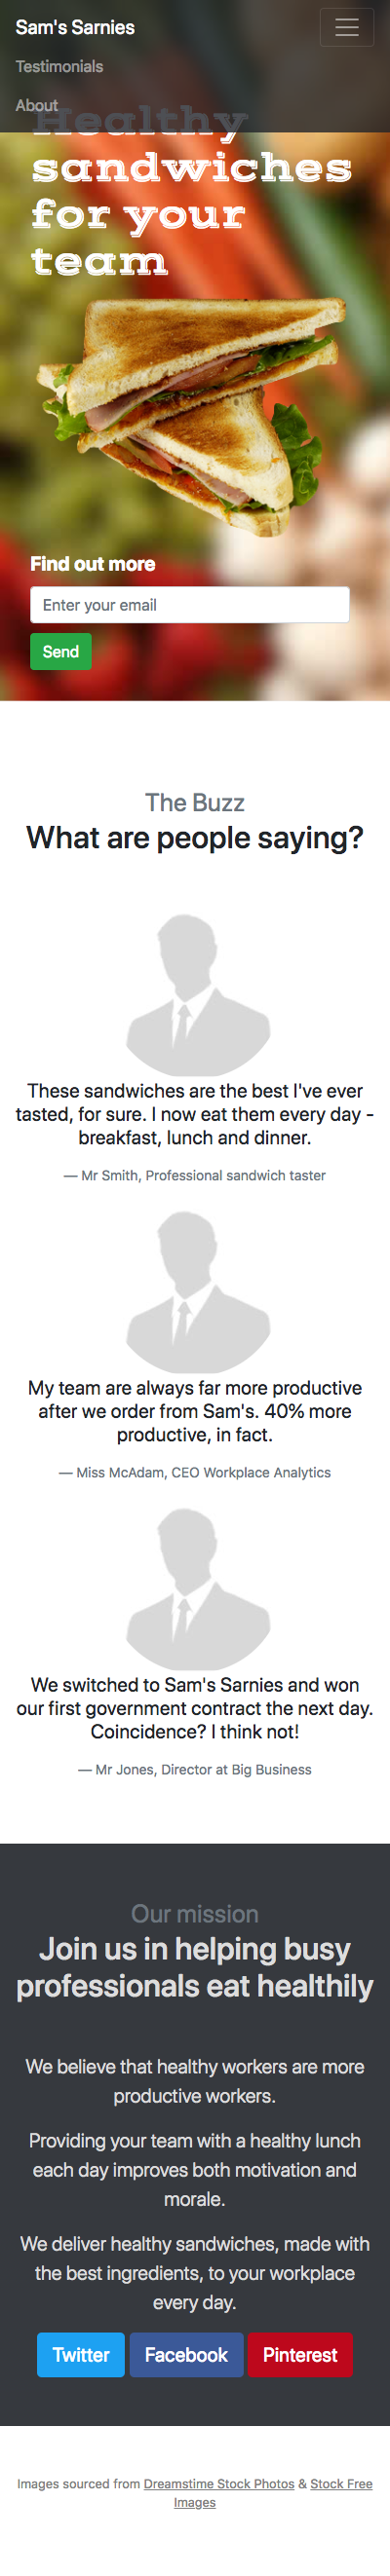 Sam's Sarnies
Testimonials
About
Healthy
sandwiches
for your
team
Find out more
Enter your email
Send
The Buzz
What are people saying?
These sandwiches are the best I've ever
tasted, for sure. I now eat them every day -
breakfast, lunch and dinner.
— Mr Smith, Professional sandwich taster
My team are always far more productive
after we order from Sam's. 40% more
productive, in fact.
— Miss McAdam, CEO Workplace Analytics
We switched to Sam's Sarnies and won
our first government contract the next day.
Coincidence? I think not!
— Mr Jones, Director at Big Business
Our mission
Join us in helping busy
professionals eat healthily
We believe that healthy workers are more
productive workers.
Providing your team with a healthy lunch
each day improves both motivation and
morale.
We deliver healthy sandwiches, made with
the best ingredients, to your workplace
every day.
Twitter Facebook Pinterest
Images sourced from Dreamstime Stock Photos & Stock Free
Images